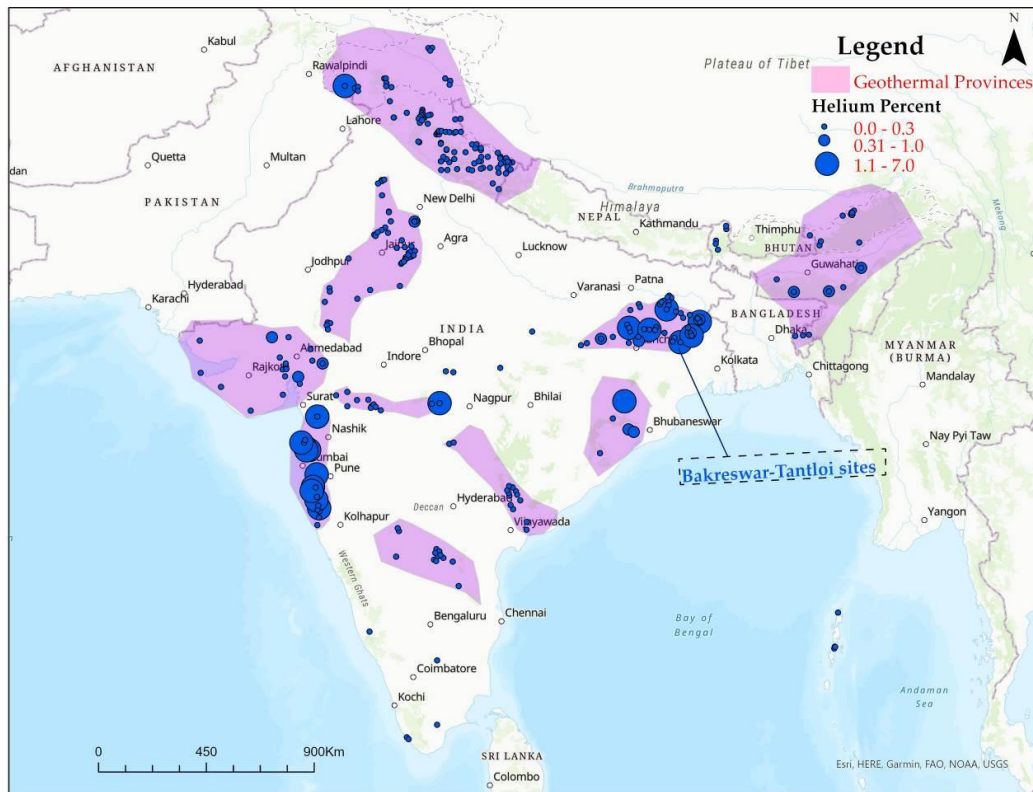 Kabul
AFGHANISTAN
Rawalpindi
Plateau of Tibet
N
Legend
Geothermal Provinces
Helium Percent
0.0 - 0.3
0.31 - 1.0
1.1 - 7.0
Lahore
Quetta
Multan
dan
PAKISTAN
New Delhi
Brahmaputra
Himalaya
Mekong
NEPAL
Kathmandu
Thimphu
BHUTAN
Jaipur
Agra
Lucknow
Jodhpur
Guwahati
Hyderabad
Karachi
Patna
Varanasi
BANGLADESH
Dhaka
INDIA
Bhopal
Ahmedabad
Indore
Kolkata
MYANMAR
(BURMA)
Chittagong
Rajkot
Mandalay
Surat
Nagpur
Bhilai
Nashik
Bhubaneswar
Nay Pyi Taw
Mumbai
Pune
Bakreswar-Tantloi sites
Deccan
Hyderabad
Kolhapur
Vijayawada
Yangon
Western Ghats
Bengaluru
Chennai
Bay of
Bengal
Coimbatore
Kochi
Andaman
Sea
0 450 900Km
SRI LANKA
Colombo
Esri, HERE, Garmin, FAO, NOAA, USGS